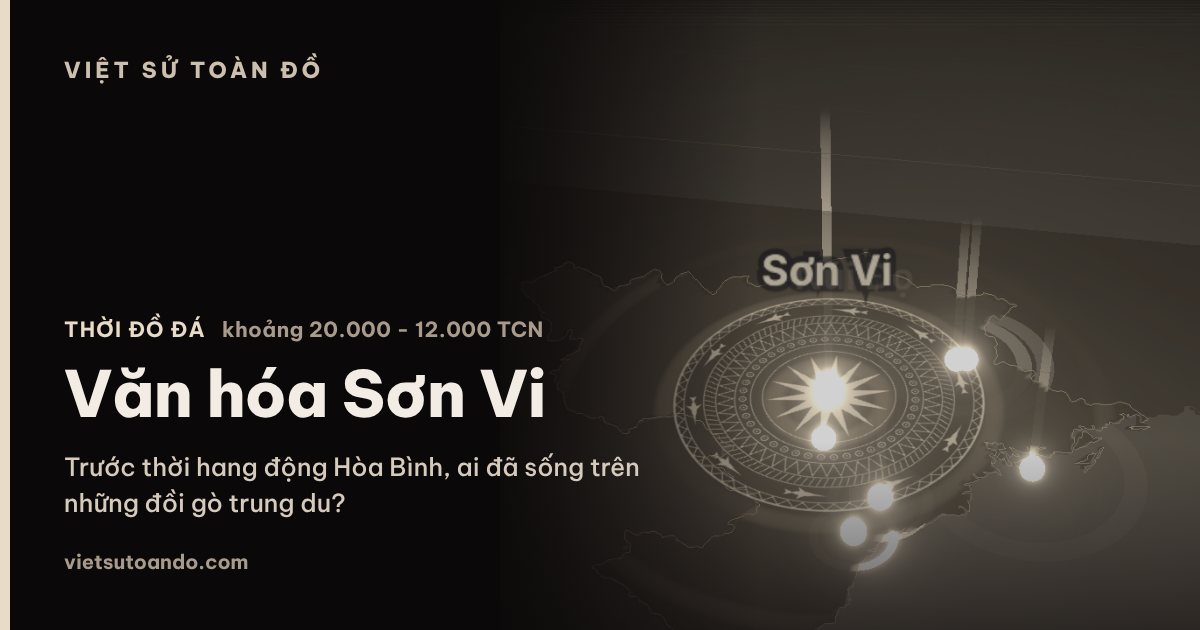 VIỆT SỬ TOÀN ĐỒ
Sơn Vi
THỜI ĐỒ ĐÁ khoảng 20.000 - 12.000 TCN
Văn hóa Sơn Vi
Trước thời hang động Hòa Bình, ai đã sống trên
những đồi gò trung du?
vietsutoando.com